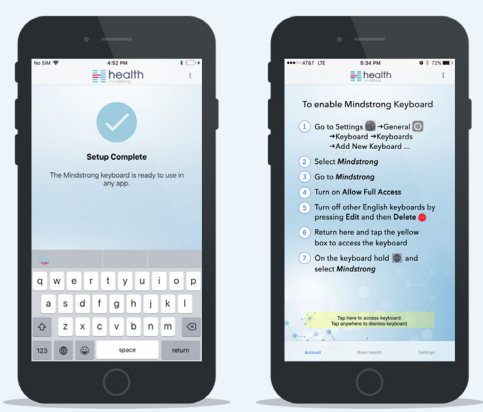 No SIM
4:52 PM
health
Setup Complete
The Mindstrong keyboard is ready to use in
any app.
q w e r t y u i o p
a s d f g h j k l
z x c v b n m
123
space
return
AT&T LTE
5:34 PM
72%
health
To enable Mindstrong Keyboard
1 Go to Settings →General
→Keyboard →Keyboards
→Add New Keyboard ...
2 Select Mindstrong
3 Go to Mindstrong
4 Turn on Allow Full Access
5 Turn off other English keyboards by
pressing Edit and then Delete
6 Return here and tap the yellow
box to access the keyboard
7 On the keyboard hold and
select Mindstrong
Tap here to access keyboard.
Tap anywhere to dismiss keyboard.
Account
Brain Health
Settings